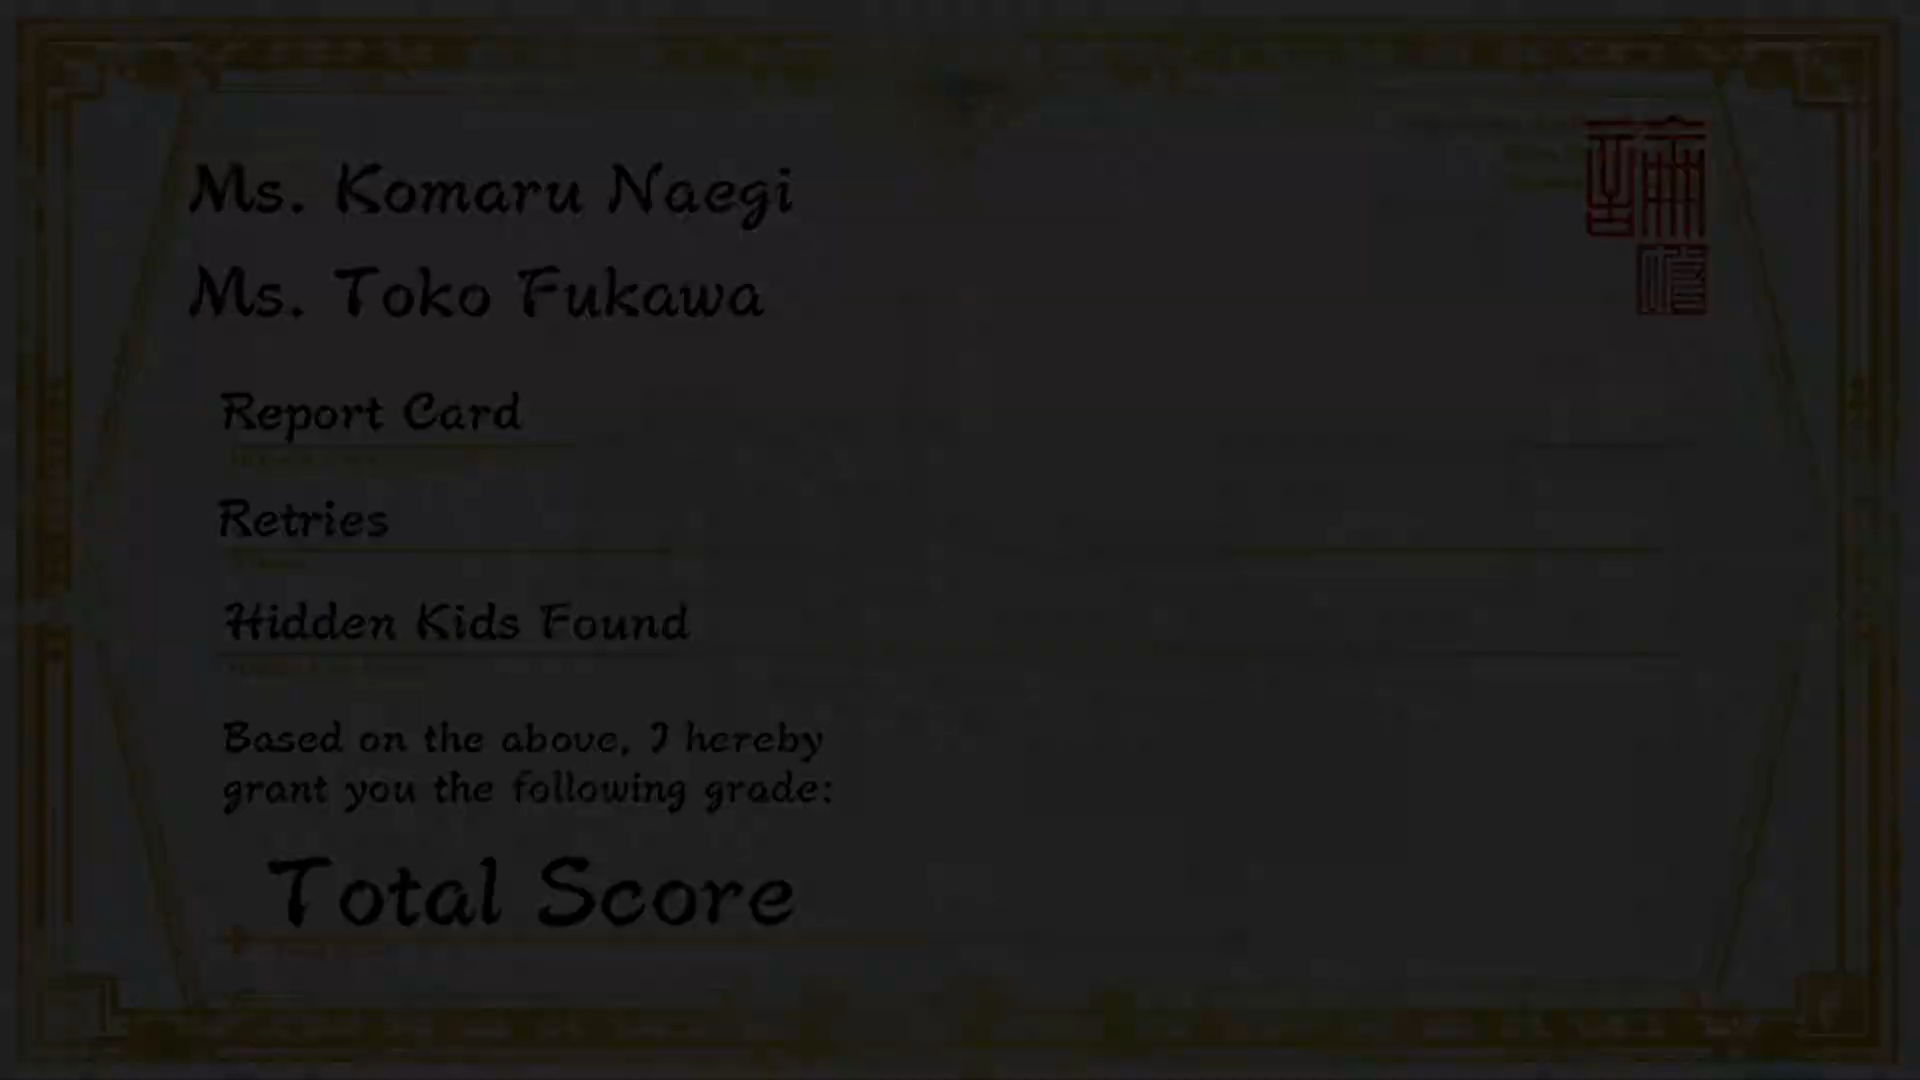 Ms. Komaru Naegi
Ms. Toko Fukawa
Report Card
Retries
Hidden Kids Found
Based on the above, I hereby
grant you the following grade:
Total Score